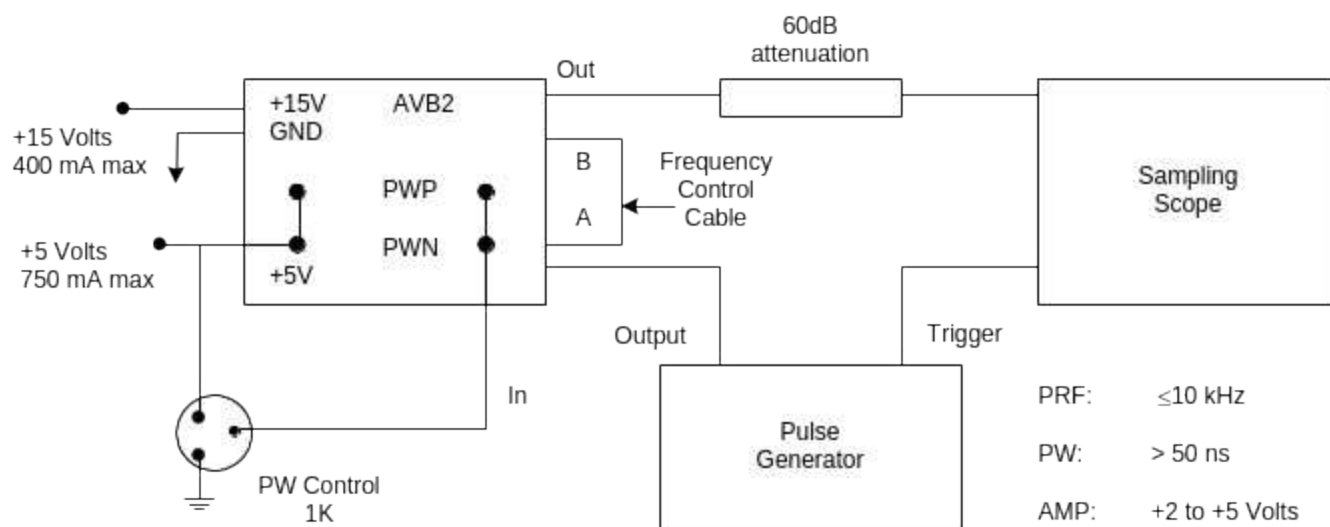 60dB
attenuation
Out
+15V
AVB2
GND
+15 Volts
400 mA max
B
A
Frequency
Control
Cable
Sampling
Scope
PWP
PWN
+5 Volts
750 mA max
+5V
Output
Trigger
In
Pulse
Generator
PW Control
1K
PRF: ≤10 kHz
PW: > 50 ns
AMP: +2 to +5 Volts